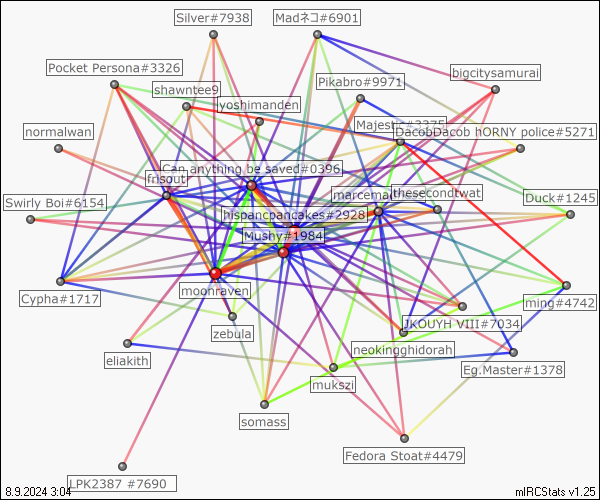 Silver#7938
Madネコ#6901
Pocket Persona#3326
shawntee9
Pikabro#9971
bigcitysamurai
yoshimanden
normalwan
Majestic#3375
DacobDacob hORNY police#5271
Can anything be saved#0396
frisout
marcemar
thesecondtwat
Swirly Boi#6154
Duck#1245
hispancpancakes#2928
Mushy#1984
moonraven
Cypha#1717
ming#4742
zebula
JKOUYH VIII#7034
neokingghidorah
eliakith
Eg.Master#1378
mukszi
somass
Fedora Stoat#4479
LPK2387 #7690
8.9.2024 3:04
mIRCStats v1.25